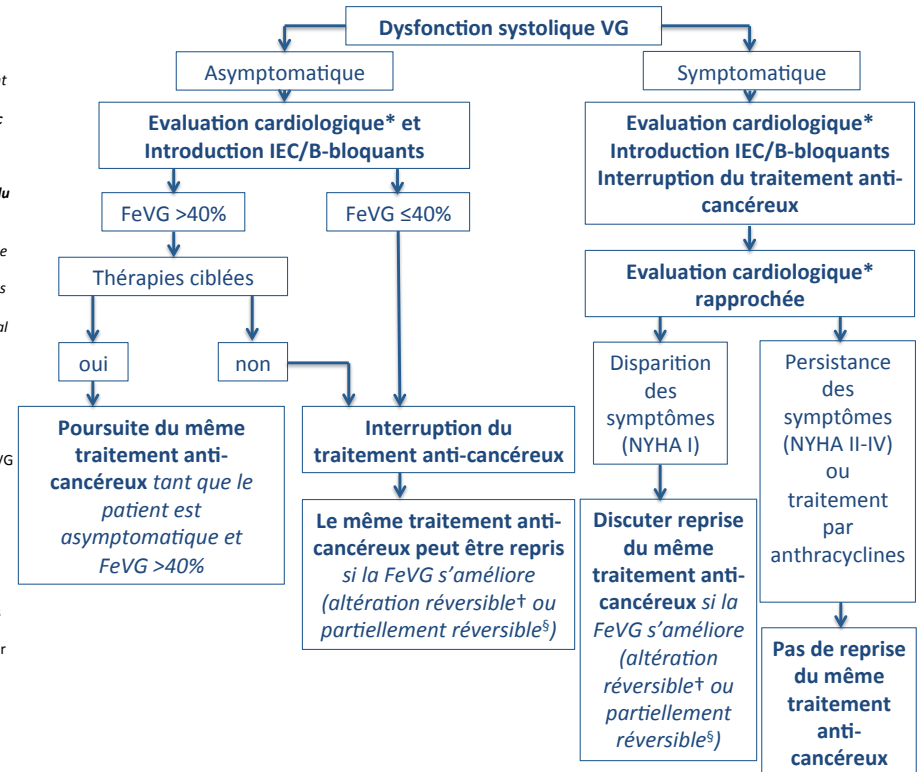 Dysfonction systolique VG
Asymptomatique
Symptomatique
Evaluation cardiologique* et
Introduction IEC/B-bloquants
Evaluation cardiologique*
Introduction IEC/B-bloquants
Interruption du traitement anti-
cancéreux
FeVG >40%
FeVG ≤40%
Thérapies ciblées
Evaluation cardiologique*
rapprochée
oui
non
Disparition
des
symptômes
(NYHA I)
Persistance
des
symptômes
(NYHA II-IV)
ou
traitement
par
anthracyclines
Poursuite du même
traitement anti-
cancéreux tant que le
patient est
asymptomatique et
FeVG >40%
Interruption du
traitement anti-cancéreux
Le même traitement anti-
cancéreux peut être repris
si la FeVG s’améliore
(altération réversible† ou
partiellement réversible§)
Discuter reprise
du même
traitement anti-
cancéreux si la
FeVG s’améliore
(altération
réversible† ou
partiellement
réversible§)
Pas de reprise
du même
traitement
anti-
cancéreux